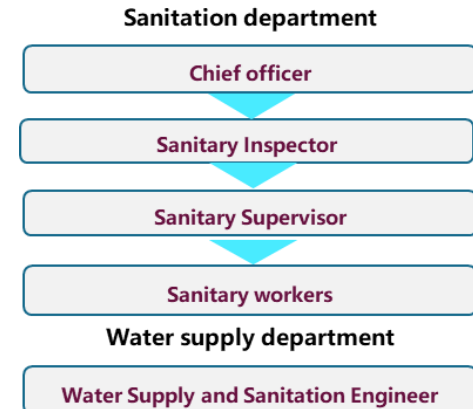 Sanitation department
Chief officer
Sanitary Inspector
Sanitary Supervisor
Sanitary workers
Water supply department
Water Supply and Sanitation Engineer